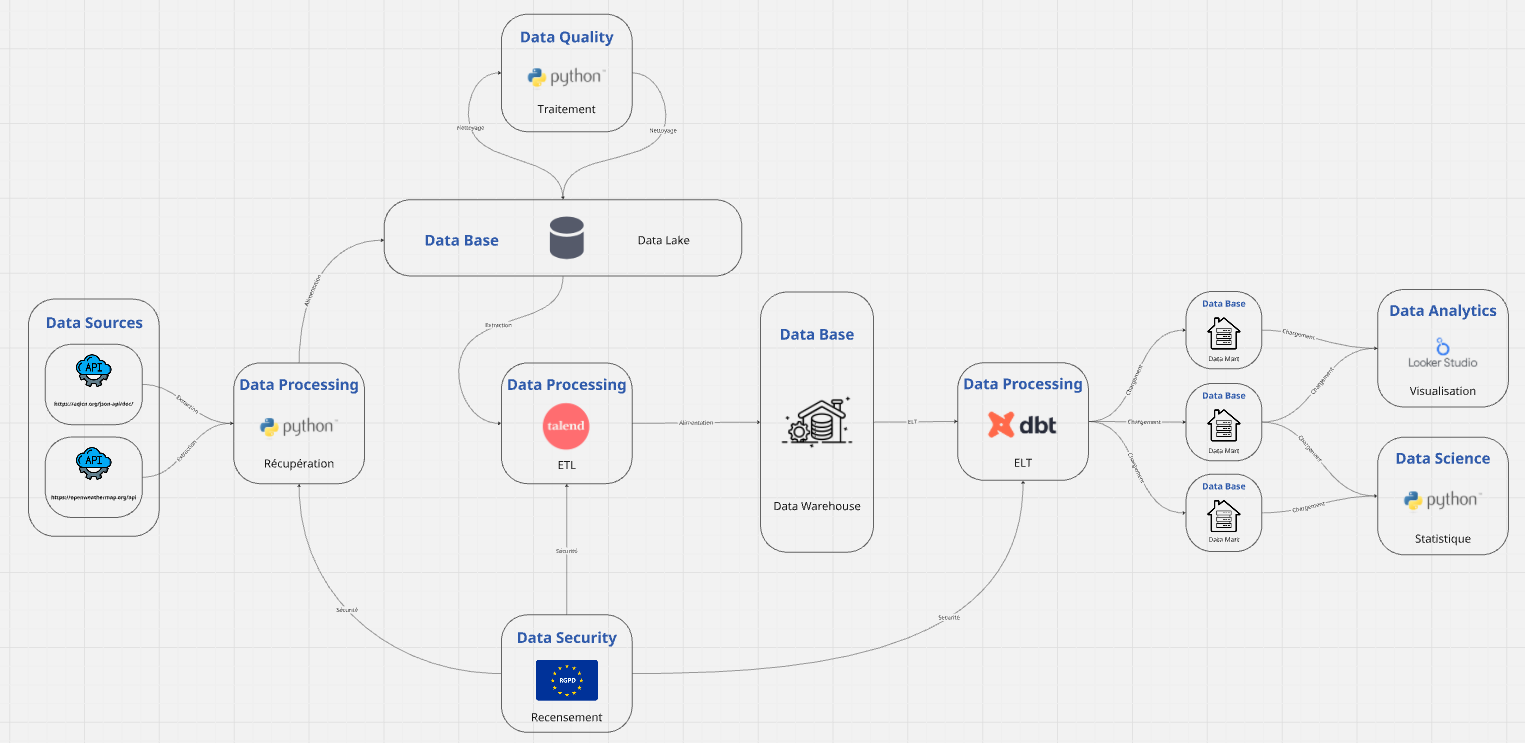 Data Quality
python
Traitement
Nettoyage
Nettoyage
Data Base
Data Lake
Alimentation
Extraction
Data Sources
API
https://aqicn.org/json-api/doc/
API
https://openweathermap.org/api
Extraction
Extraction
Data Processing
python
Récupération
Data Processing
talend
ETL
Alimentation
Data Base
Data Warehouse
ELT
Data Processing
dbt
ELT
Chargement
Chargement
Chargement
Data Base
Data Mart
Data Base
Data Mart
Data Base
Data Mart
Chargement
Chargement
Chargement
Chargement
Data Analytics
Looker Studio
Visualisation
Data Science
python
Statistique
Sécurité
Sécurité
Sécurité
Data Security
RGPD
Recensement